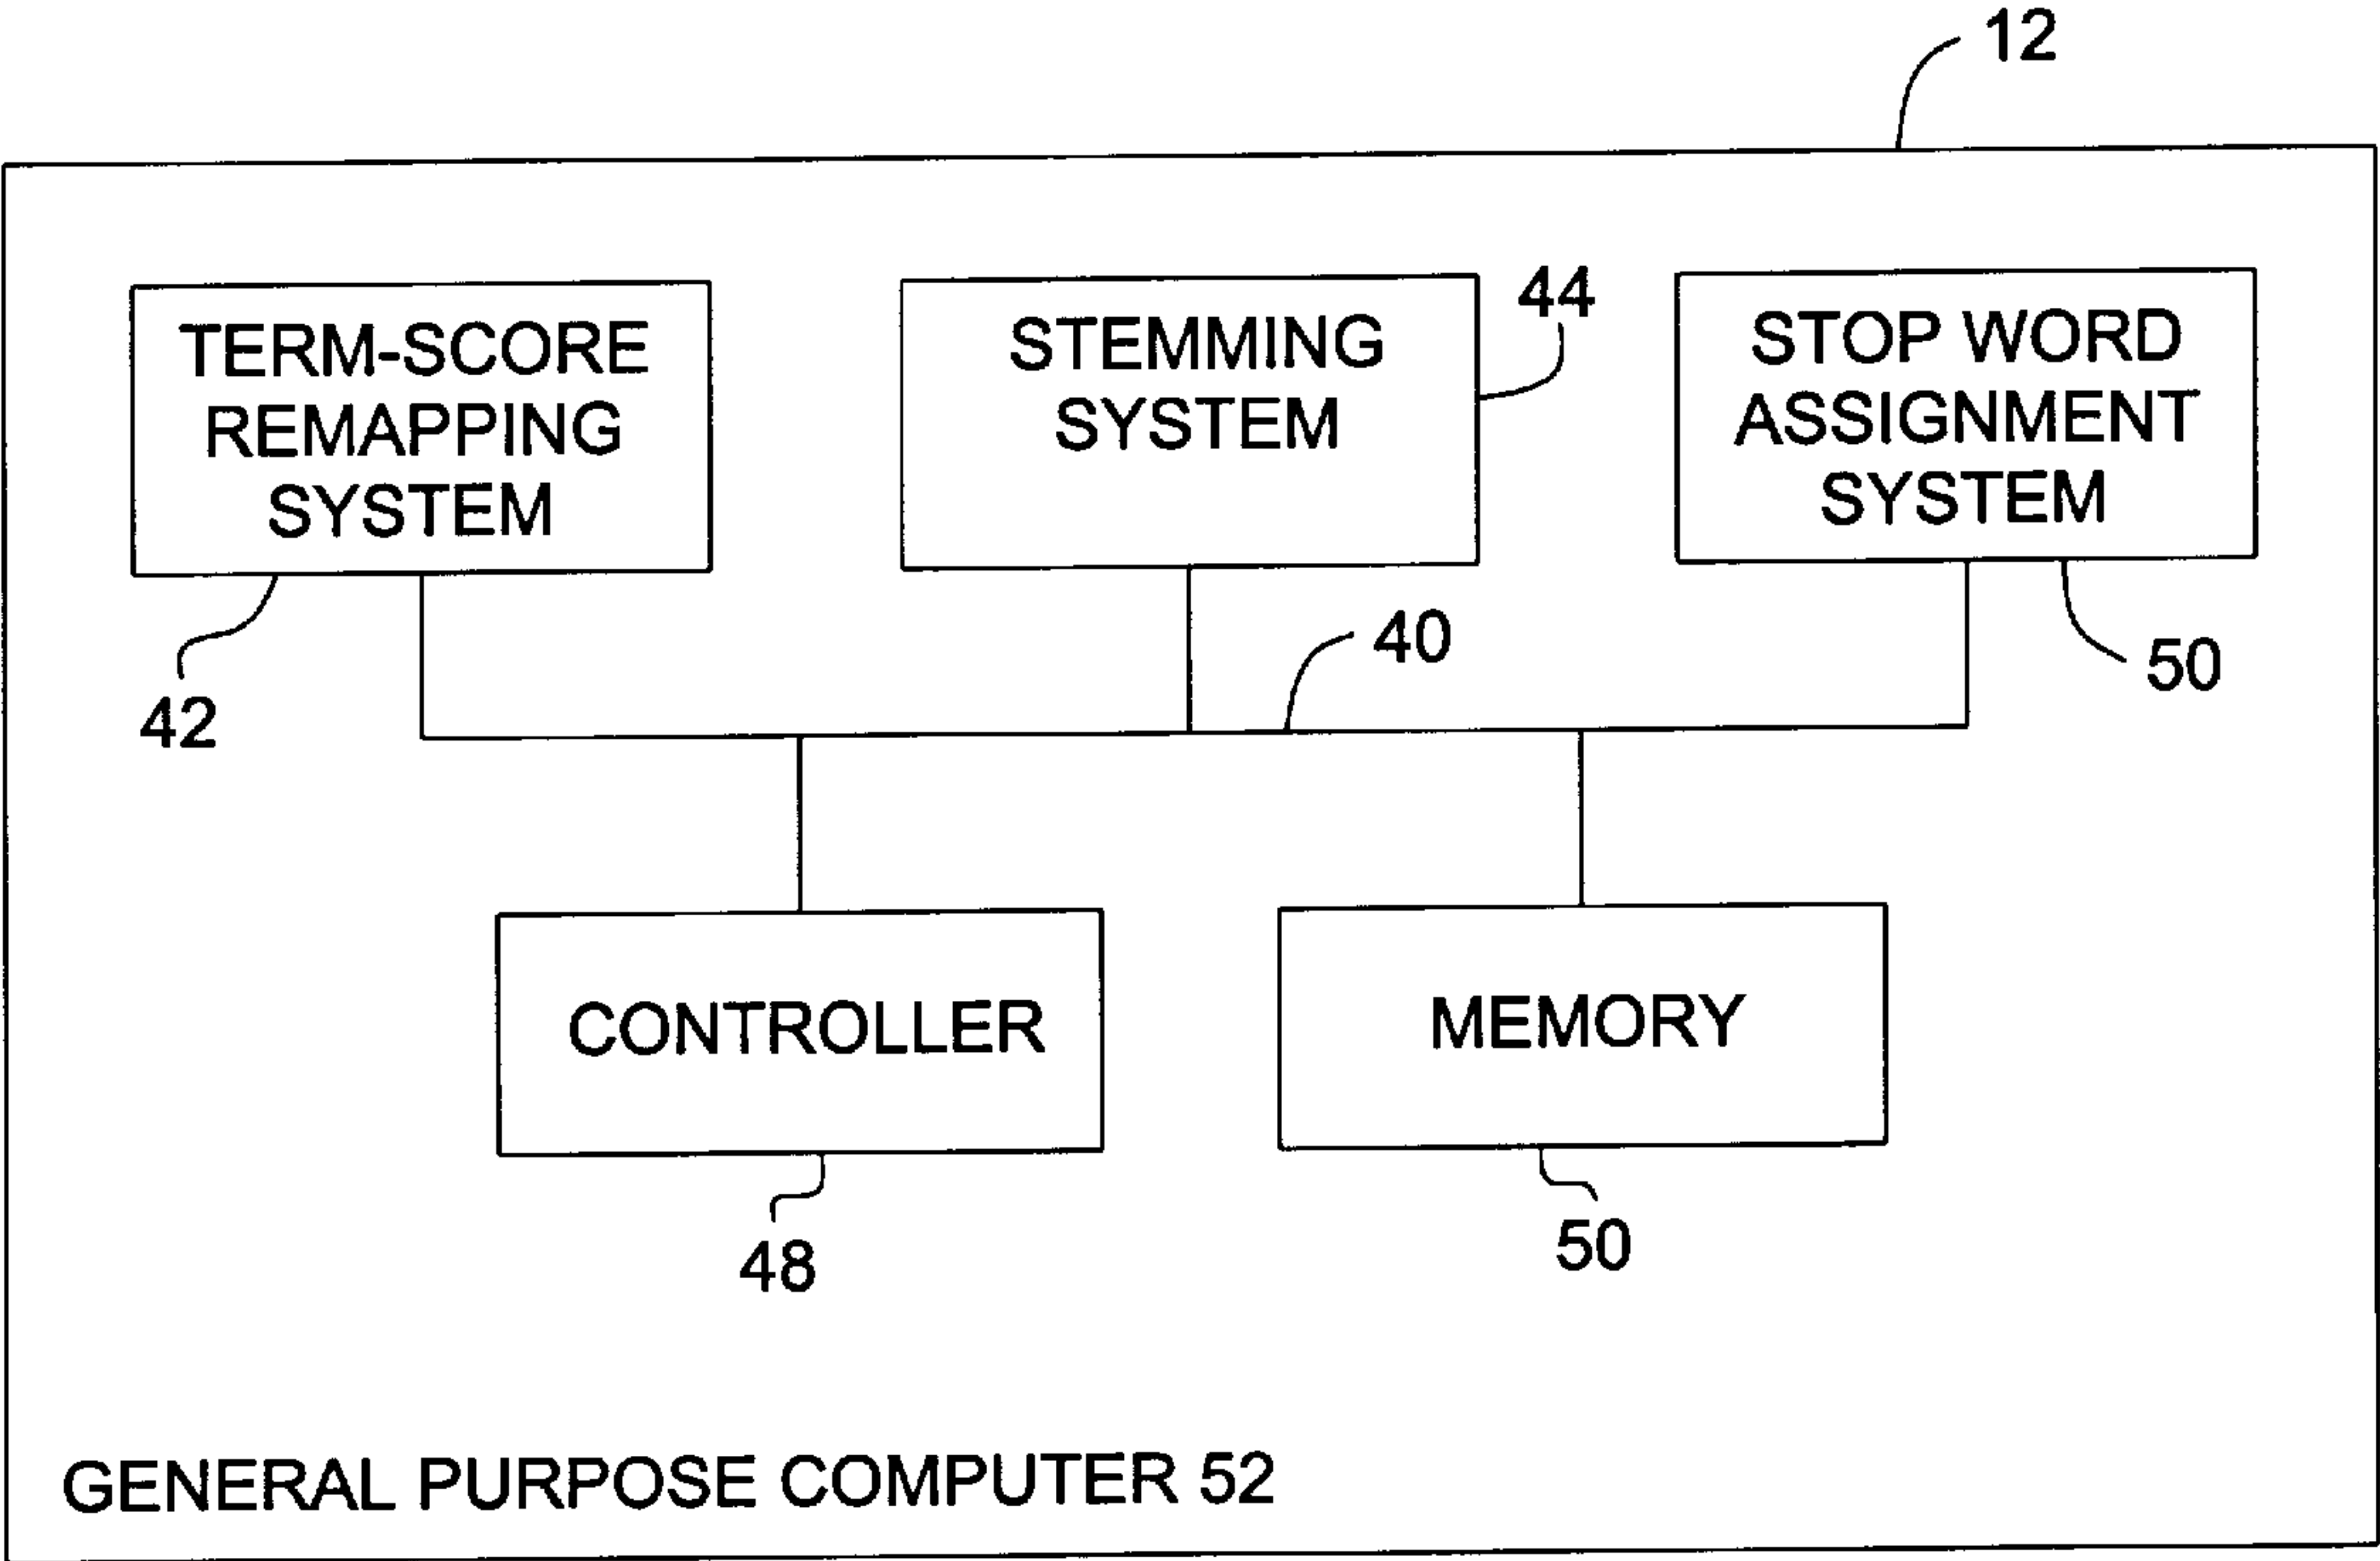 12
TERM-SCORE
REMAPPING
SYSTEM
42
STEMMING
SYSTEM
44
STOP WORD
ASSIGNMENT
SYSTEM
50
40
CONTROLLER
48
MEMORY
50
GENERAL PURPOSE COMPUTER 52